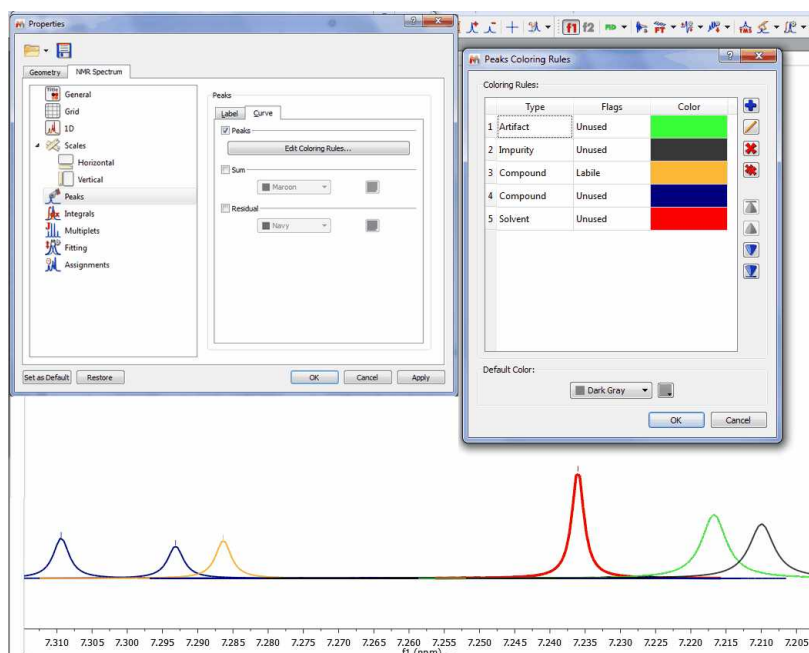 Properties
Geometry NMR Spectrum
General
Grid
1D
Scales
Horizontal
Vertical
Peaks
Integrals
Multiplets
Fitting
Assignments
Peaks
Label Curve
Peaks
Edit Coloring Rules...
Sum
Maroon
Residual
Navy
Set as Default Restore OK Cancel Apply
f1 f2
Peaks Coloring Rules
Coloring Rules:
Type Flags Color
1 Artifact Unused
2 Impurity Unused
3 Compound Labile
4 Compound Unused
5 Solvent Unused
Default Color:
Dark Gray
OK Cancel
7.310 7.305 7.300 7.295 7.290 7.285 7.280 7.275 7.270 7.265 7.260 7.255 7.250 7.245 7.240 7.235 7.230 7.225 7.220 7.215 7.210 7.205
f1 (ppm)